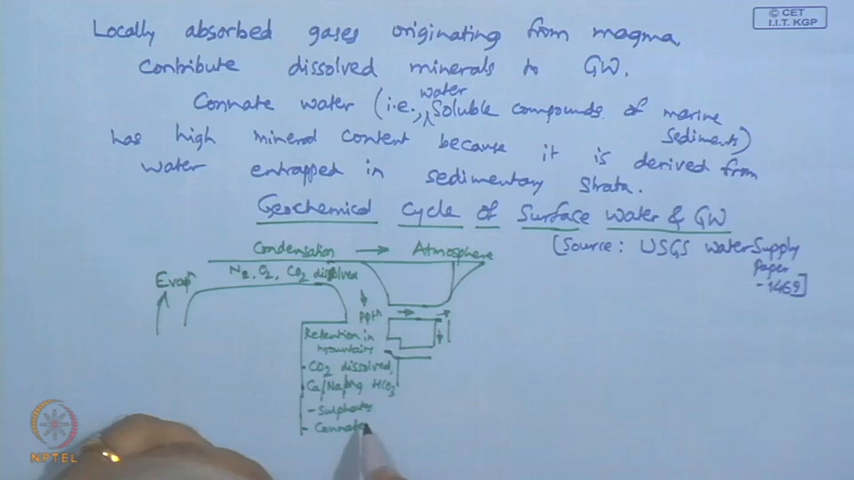 © CET
I.I.T. KGP
Locally absorbed gases originating from magma,
contribute dissolved minerals to GW.
Connate water (i.e., water soluble compounds of marine sediments)
has high mineral content because it is derived from
water entrapped in sedimentary strata.
Geochemical Cycle of Surface water & GW
[Source: USGS water Supply
Paper
-1469]
Condensation → Atmosphere
N2, O2, CO2 dissolved
Evapn
pptn
Retention in
mountains
- CO2 dissolved,
Ca/Na/Mg HCO3
- Sulphates
- Connate
NPTEL